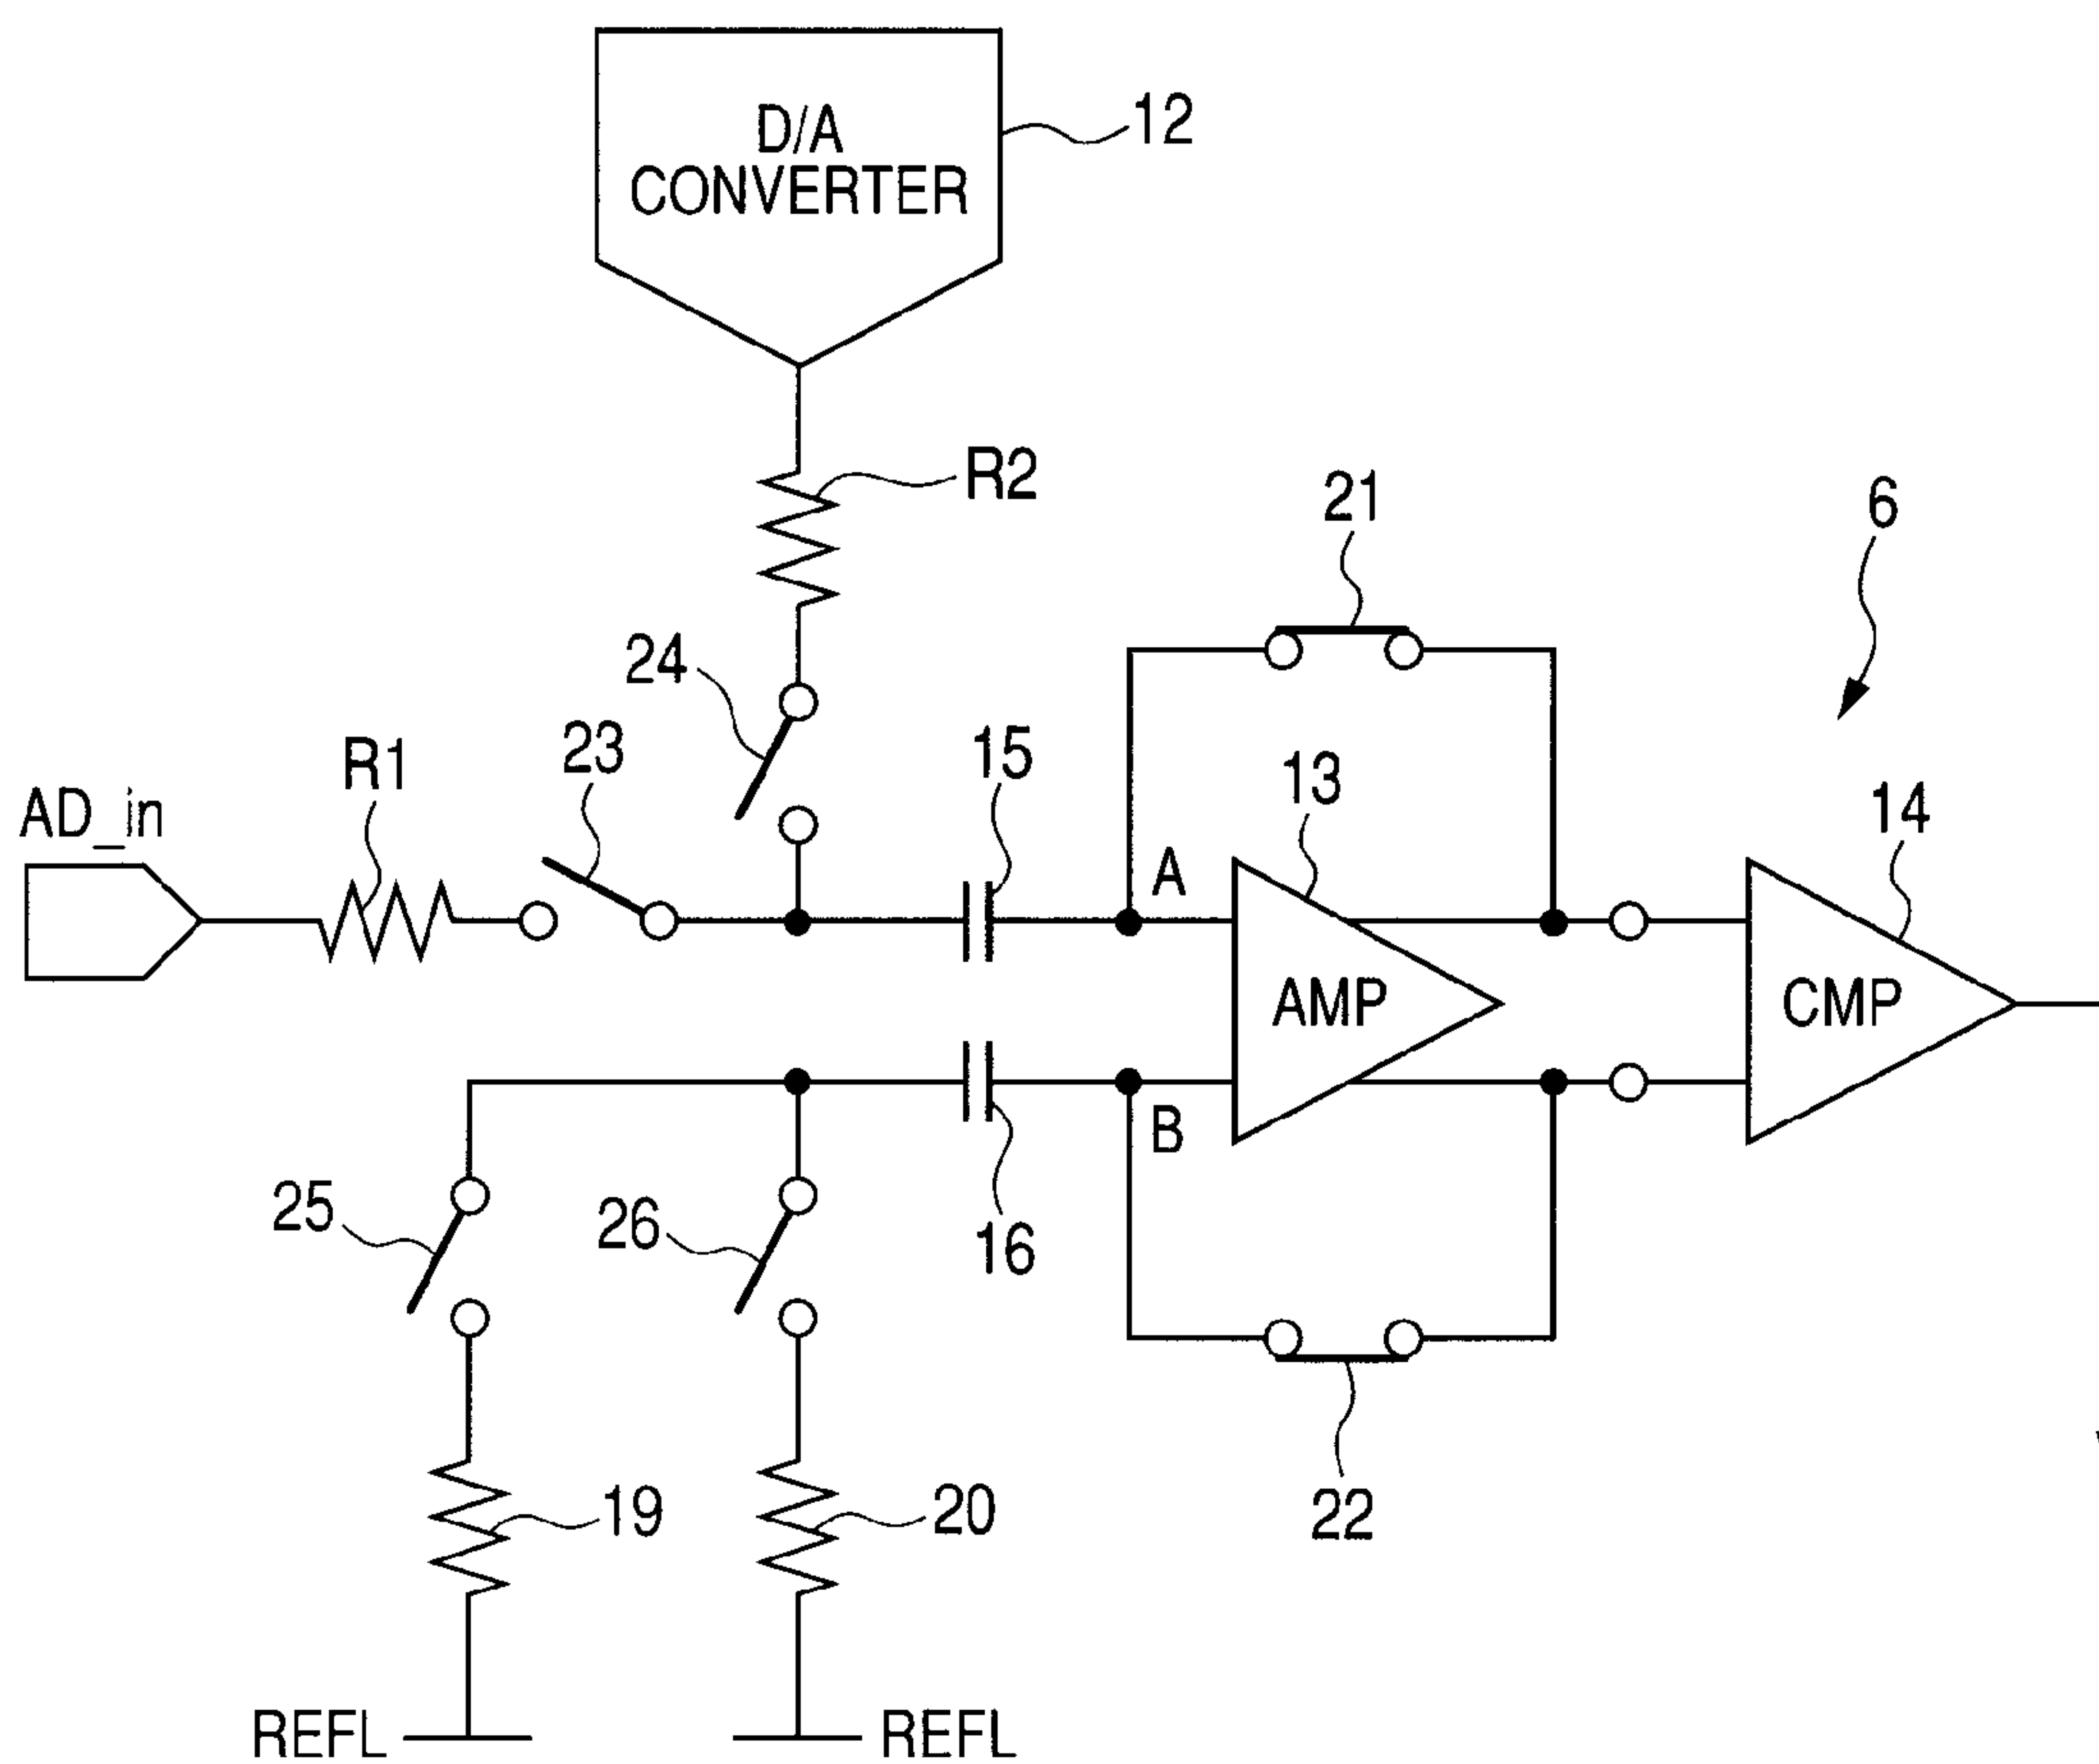 D/A
CONVERTER
12
R2
21
6
24
23
15
R1
13
14
AD_in
A
AMP
CMP
B
25
26
16
19
20
22
REFL
REFL